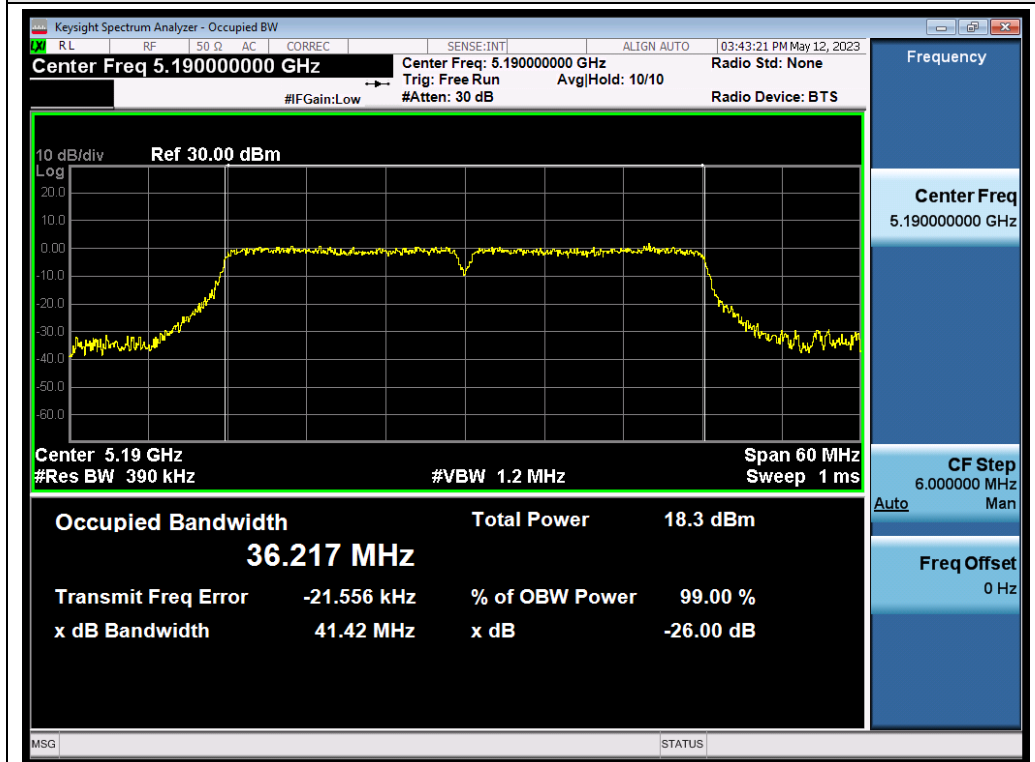 Keysight Spectrum Analyzer - Occupied BW
LXI RL RF 50 Ω AC CORREC SENSE:INT ALIGN AUTO 03:43:21 PM May 12, 2023
Center Freq 5.190000000 GHz
Center Freq: 5.190000000 GHz
Radio Std: None
Trig: Free Run Avg|Hold: 10/10
#IFGain:Low #Atten: 30 dB Radio Device: BTS
Frequency
10 dB/div Ref 30.00 dBm
Log
20.0
10.0
0.00
-10.0
-20.0
-30.0
-40.0
-50.0
-60.0
Center 5.19 GHz Span 60 MHz
#Res BW 390 kHz #VBW 1.2 MHz Sweep 1 ms
Center Freq
5.190000000 GHz
CF Step
6.000000 MHz
Auto Man
Freq Offset
0 Hz
Occupied Bandwidth Total Power 18.3 dBm
36.217 MHz
Transmit Freq Error -21.556 kHz % of OBW Power 99.00 %
x dB Bandwidth 41.42 MHz x dB -26.00 dB
MSG STATUS